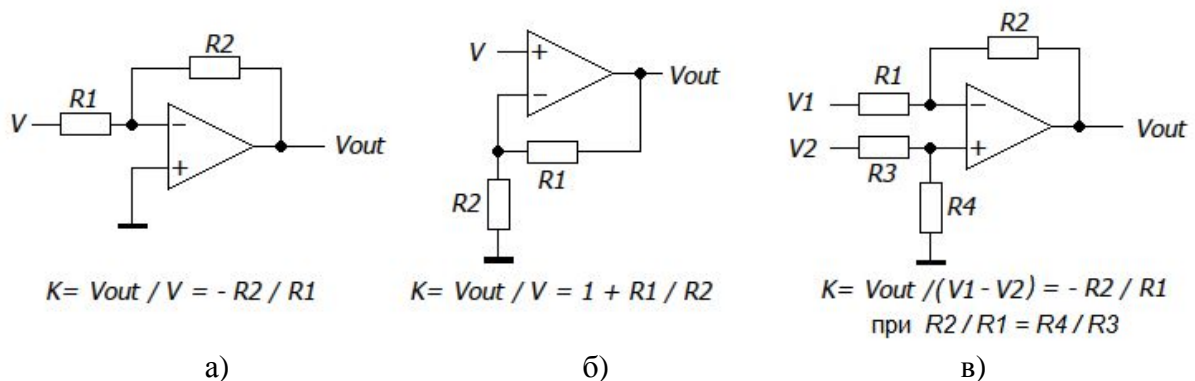 R2
R1
V
−
+
Vout
K= Vout / V = - R2 / R1
а)
V
+
−
Vout
R1
R2
K= Vout / V = 1 + R1 / R2
б)
R2
R1
V1
−
V2
+
Vout
R3
R4
K= Vout /(V1-V2) = - R2 / R1
при R2 / R1 = R4 / R3
в)